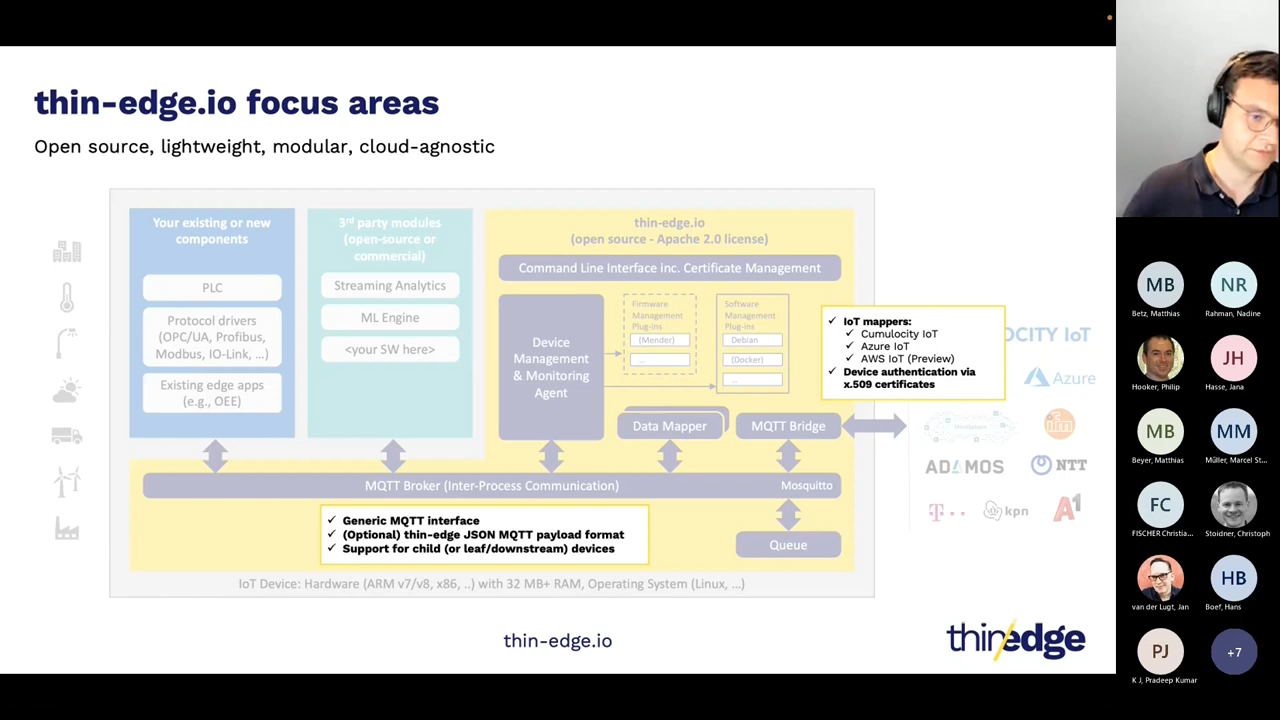 thin-edge.io focus areas
Open source, lightweight, modular, cloud-agnostic
Your existing or new
components
PLC
Protocol drivers
(OPC/UA, Profibus,
Modbus, IO-Link, ...)
Existing edge apps
(e.g., OEE)
3rd party modules
(open-source or
commercial)
Streaming Analytics
ML Engine
<your SW here>
thin-edge.io
(open source - Apache 2.0 license)
Command Line Interface inc. Certificate Management
Device
Management
& Monitoring
Agent
Firmware
Management
Plug-ins
(Mender)
...
Software
Management
Plug-ins
Debian
(Docker)
...
Data Mapper
MQTT Bridge
✓ IoT mappers:
✓ Cumulocity IoT
✓ Azure IoT
✓ AWS IoT (Preview)
✓ Device authentication via
x.509 certificates
OCITY IoT
Azure
ADAMOS
NTT
T
kpn
A1
MQTT Broker (Inter-Process Communication)
Mosquitto
✓ Generic MQTT interface
✓ (Optional) thin-edge JSON MQTT payload format
✓ Support for child (or leaf/downstream) devices
Queue
IoT Device: Hardware (ARM v7/v8, x86, ..) with 32 MB+ RAM, Operating System (Linux, ...)
thin-edge.io
thin/edge
MB
Betz, Matthias
NR
Rahman, Nadine
Hooker, Philip
JH
Hasse, Jana
MB
Beyer, Matthias
MM
Müller, Marcel St...
FC
FISCHER Christia...
Stoidner, Christoph
van der Lugt, Jan
HB
Boef, Hans
PJ
K J, Pradeep Kumar
+7